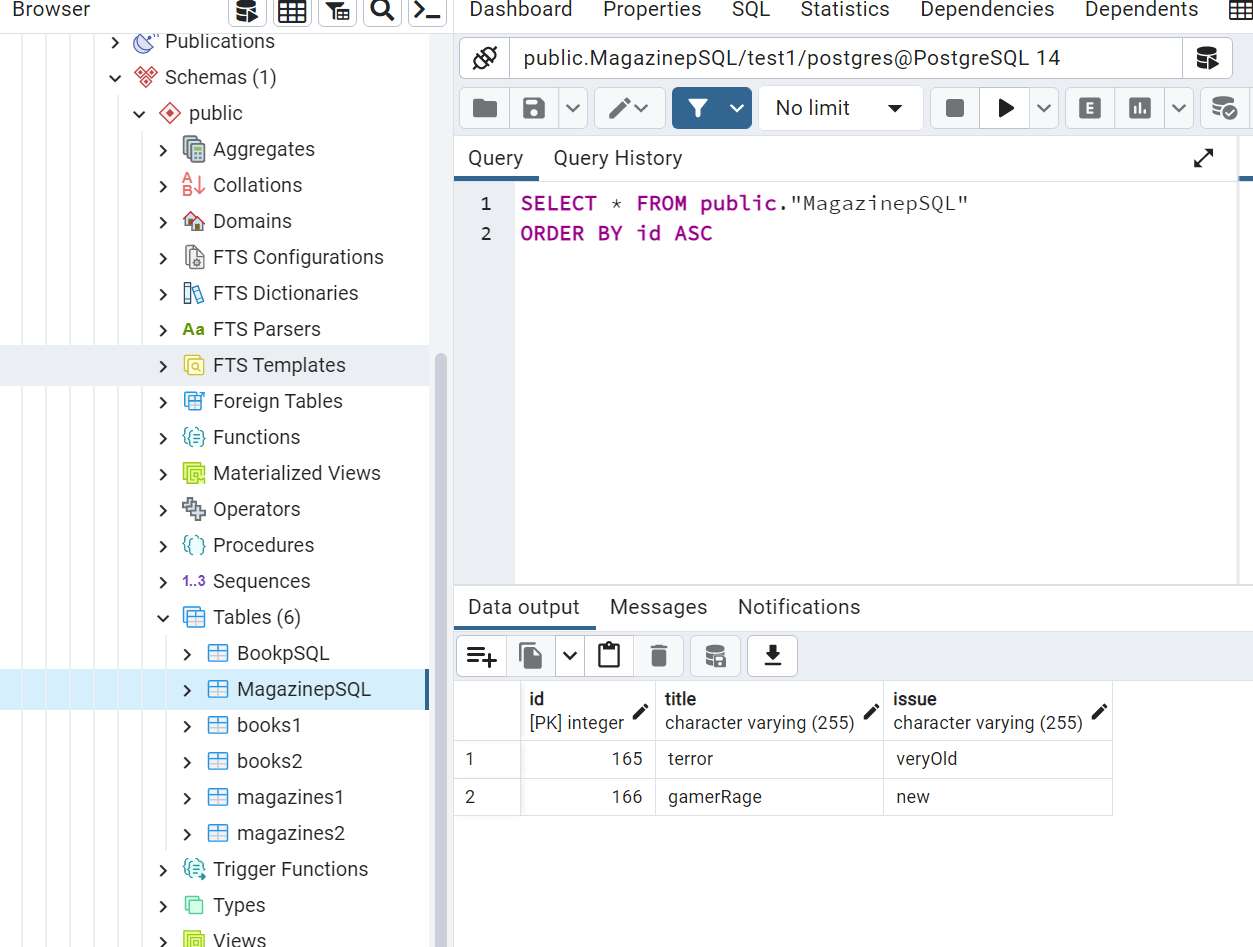 Browser
Dashboard Properties SQL Statistics Dependencies Dependents
Publications
Schemas (1)
public
Aggregates
Collations
Domains
FTS Configurations
FTS Dictionaries
Aa FTS Parsers
FTS Templates
Foreign Tables
Functions
Materialized Views
Operators
Procedures
1..3 Sequences
Tables (6)
BookpSQL
MagazinepSQL
books1
books2
magazines1
magazines2
Trigger Functions
Types
Views
public.MagazinepSQL/test1/postgres@PostgreSQL 14
No limit
E
Query Query History
1 SELECT * FROM public."MagazinepSQL"
2 ORDER BY id ASC
Data output Messages Notifications
id title issue
[PK] integer character varying (255) character varying (255)
1 165 terror veryOld
2 166 gamerRage new